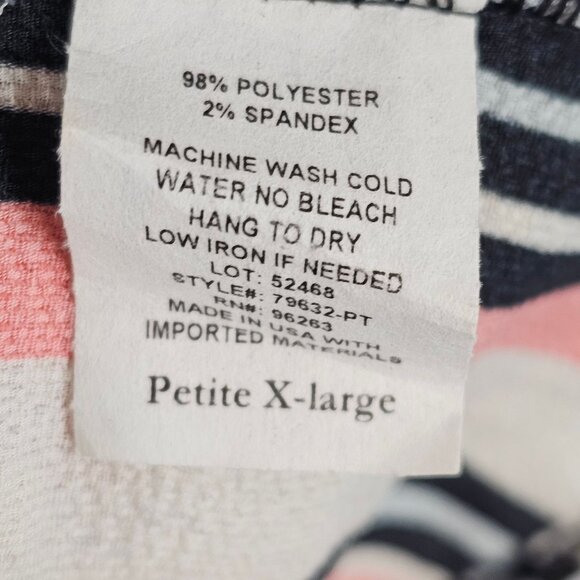 98% POLYESTER
2% SPANDEX
MACHINE WASH COLD
WATER NO BLEACH
HANG TO DRY
LOW IRON IF NEEDED
LOT: 52468
STYLE#: 79632-PT
RN#: 96263
MADE IN USA WITH
IMPORTED MATERIALS
Petite X-large